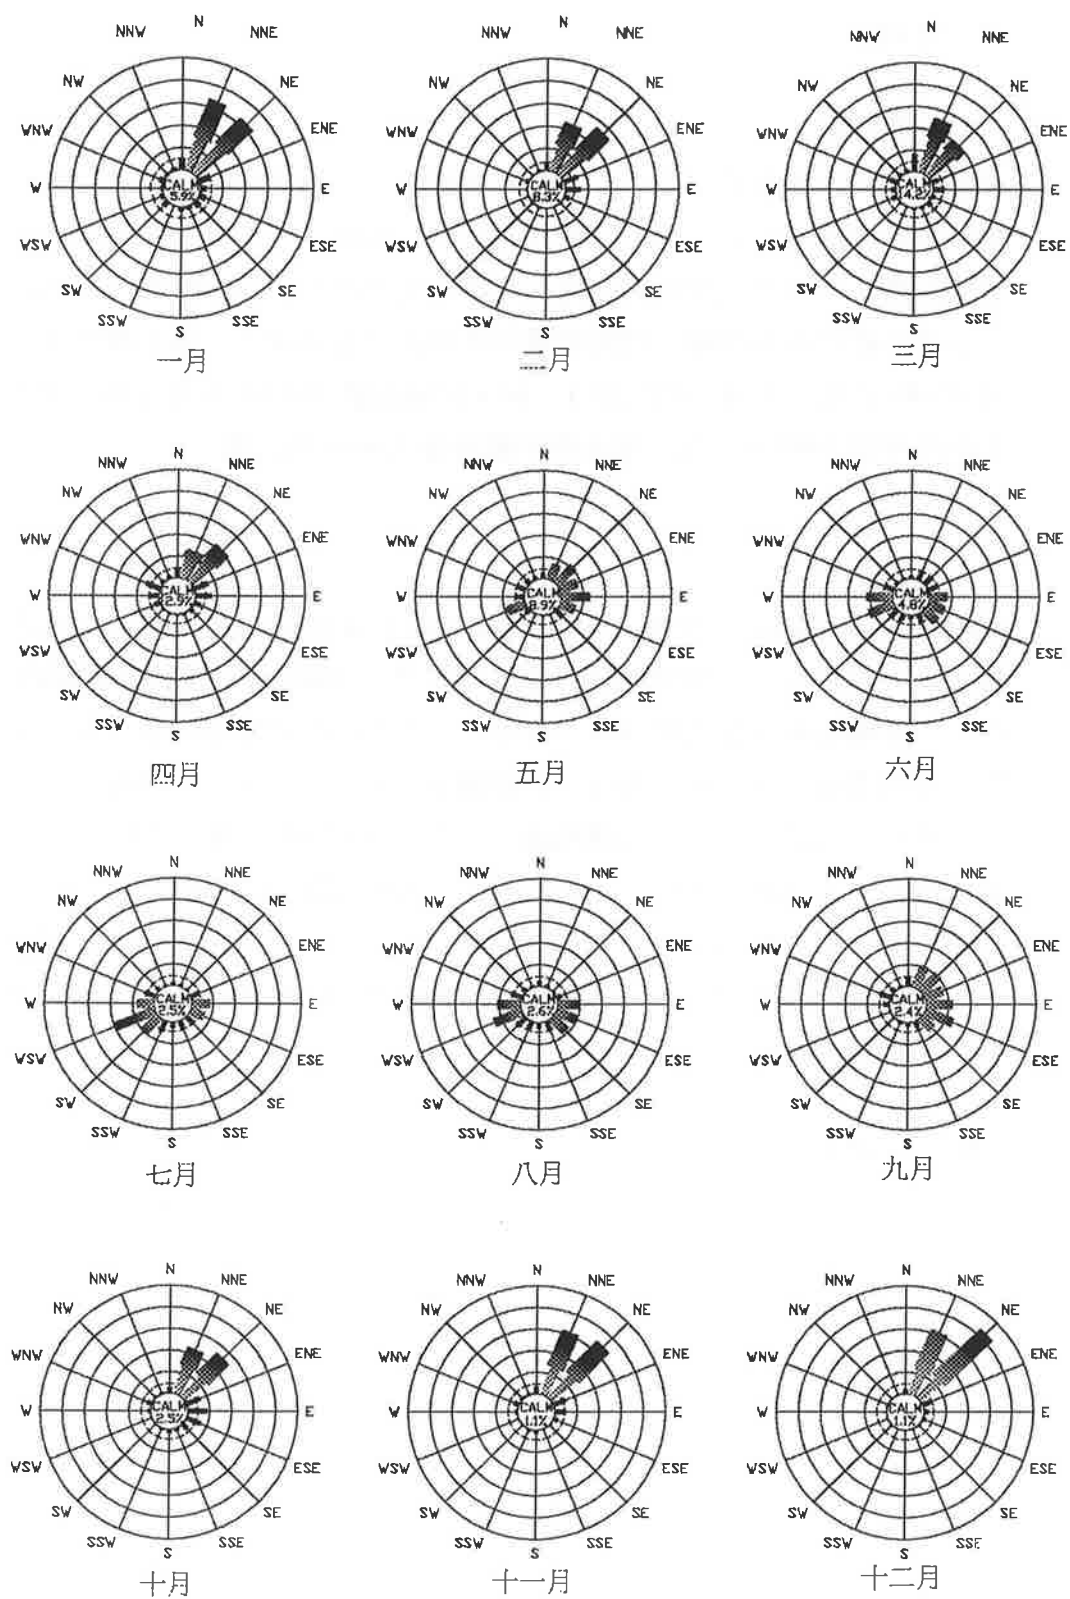 N
NNW NNE
NW NE
WNW ENE
W CALM E
5.9%
WSW ESE
SW SE
SSW SSE
S
一月
N
NNW NNE
NW NE
WNW ENE
W CALM E
8.3%
WSW ESE
SW SE
SSW SSE
S
二月
N
NNW NNE
NW NE
WNW ENE
W CALM E
4.2%
WSW ESE
SW SE
SSW SSE
S
三月
N
NNW NNE
NW NE
WNW ENE
W CALM E
2.5%
WSW ESE
SW SE
SSW SSE
S
四月
N
NNW NNE
NW NE
WNW ENE
W CALM E
WSW ESE
SW SE
SSW SSE
S
五月
N
NNW NNE
NW NE
WNW ENE
W CALM E
4.8%
WSW ESE
SW SE
SSW SSE
S
六月
N
NNW NNE
NW NE
WNW ENE
W CALM E
2.5%
WSW ESE
SW SE
SSW SSE
S
七月
N
NNW NNE
NW NE
WNW ENE
W CALM E
2.6%
WSW ESE
SW SE
SSW SSE
S
八月
N
NNW NNE
NW NE
WNW ENE
W CALM E
2.4%
WSW ESE
SW SE
SSW SSE
S
九月
N
NNW NNE
NW NE
WNW ENE
W CALM E
2.5%
WSW ESE
SW SE
SSW SSE
S
十月
N
NNW NNE
NW NE
WNW ENE
W CALM E
1.1%
WSW ESE
SW SE
SSW SSE
S
十一月
N
NNW NNE
NW NE
WNW ENE
W CALM E
1.1%
WSW ESE
SW SE
SSW SSE
S
十二月